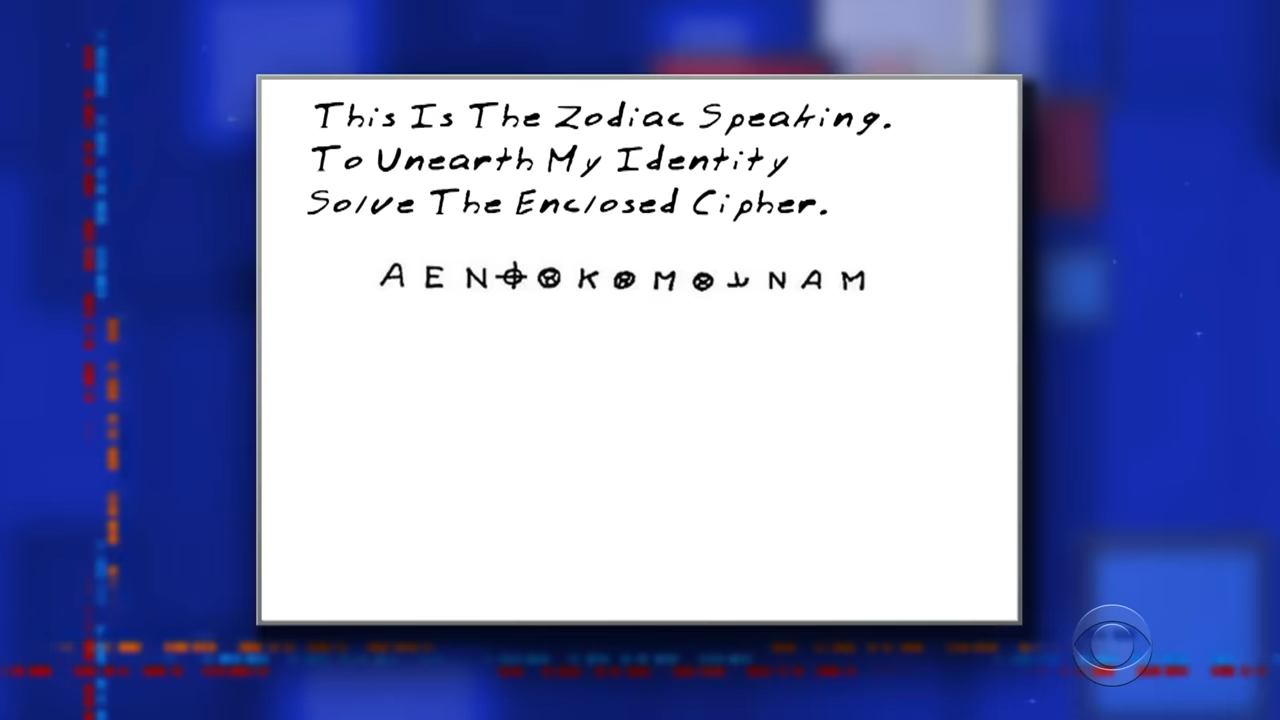 This Is The Zodiac Speaking.
To Unearth My Identity
Solve The Enclosed Cipher.
A E N ⌖ ⊗ K ⊗ M ⊗ N A M